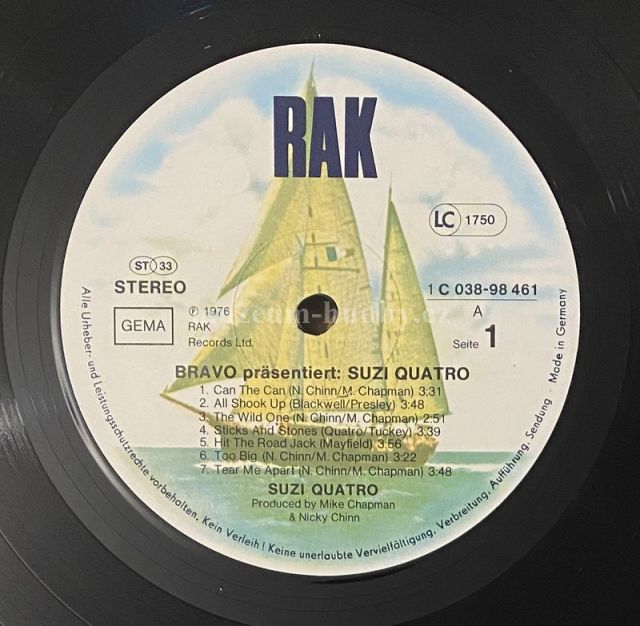 RAK
LC 1750
ST 33
STEREO
1 C 038-98 461
GEMA
℗ 1976
RAK
Records Ltd.
A
Seite 1
BRAVO präsentiert: SUZI QUATRO
1. Can The Can (N. Chinn/M. Chapman) 3;31
2. All Shook Up (Blackwell/Presley) 3:48
3. The Wild One (N. Chinn/M. Chapman) 2:51
4. Sticks And Stones (Quatro/Tuckey) 3:39
5. Hit The Road Jack (Mayfield) 3:56
6. Too Big (N. Chinn/M. Chapman) 3:22
7. Tear Me Apart (N. Chinn/M. Chapman) 3:48
SUZI QUATRO
Produced by Mike Chapman
& Nicky Chinn
Alle Urheber- und Leistungsschutzrechte vorbehalten. Kein Verleih! Keine unerlaubte Vervielfältigung, Verbreitung, Aufführung, Sendung · Made in Germany